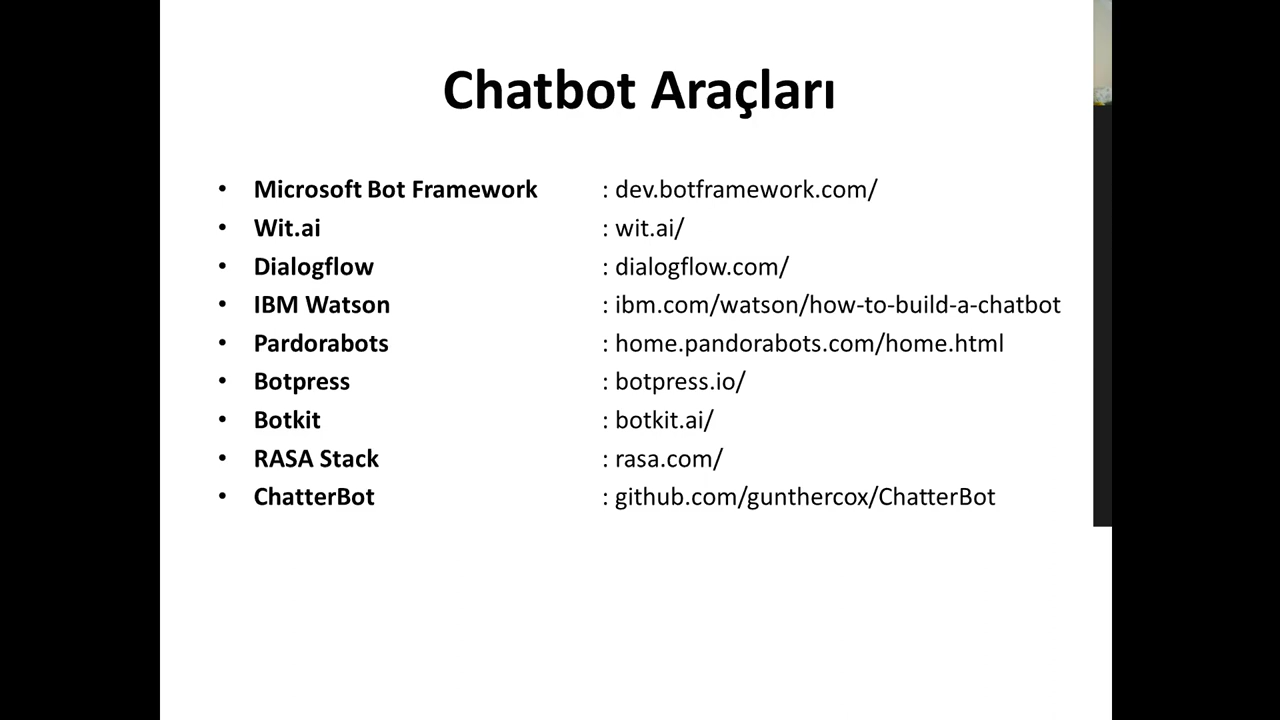 Chatbot Araçları
• Microsoft Bot Framework : dev.botframework.com/
• Wit.ai : wit.ai/
• Dialogflow : dialogflow.com/
• IBM Watson : ibm.com/watson/how-to-build-a-chatbot
• Pardorabots : home.pandorabots.com/home.html
• Botpress : botpress.io/
• Botkit : botkit.ai/
• RASA Stack : rasa.com/
• ChatterBot : github.com/gunthercox/ChatterBot